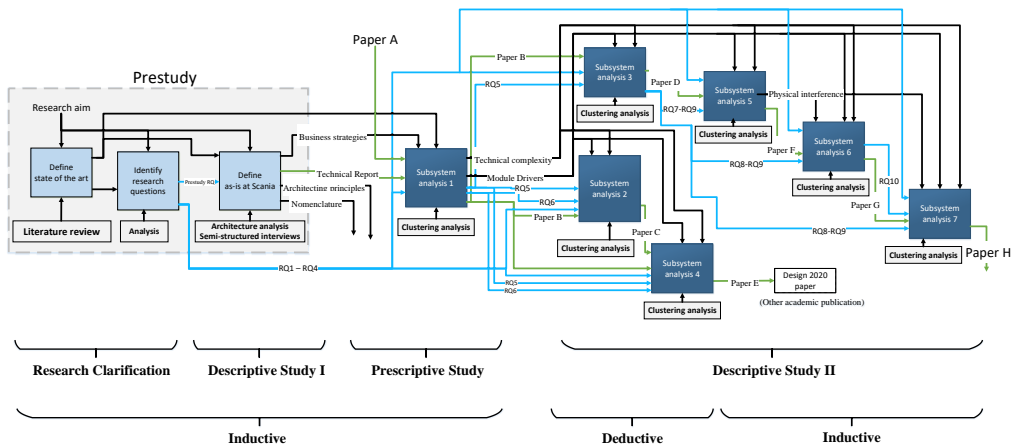 Prestudy
Research aim
Define
state of the art
Identify
research
questions
Prestudy RQ
Define
as-is at Scania
Literature review
Analysis
Architecture analysis
Semi-structured interviews
Business strategies
Technical Report
Architectine principles
Nomenclature
RQ1 – RQ4
Paper A
Subsystem
analysis 1
Clustering analysis
Technical complexity
Module Drivers
Paper B
RQ5
Subsystem
analysis 3
Clustering analysis
Paper D
RQ7-RQ9
Subsystem
analysis 5
Clustering analysis
Physical interference
RQ5
RQ6
Paper B
Subsystem
analysis 2
Clustering analysis
Paper C
RQ8-RQ9
Paper F
Subsystem
analysis 6
Clustering analysis
RQ10
Paper G
RQ8-RQ9
Subsystem
analysis 7
Clustering analysis
Paper H
RQ5
RQ6
Subsystem
analysis 4
Clustering analysis
Paper E
Design 2020
paper
(Other academic publication)
Research Clarification
Descriptive Study I
Prescriptive Study
Descriptive Study II
Inductive
Deductive
Inductive